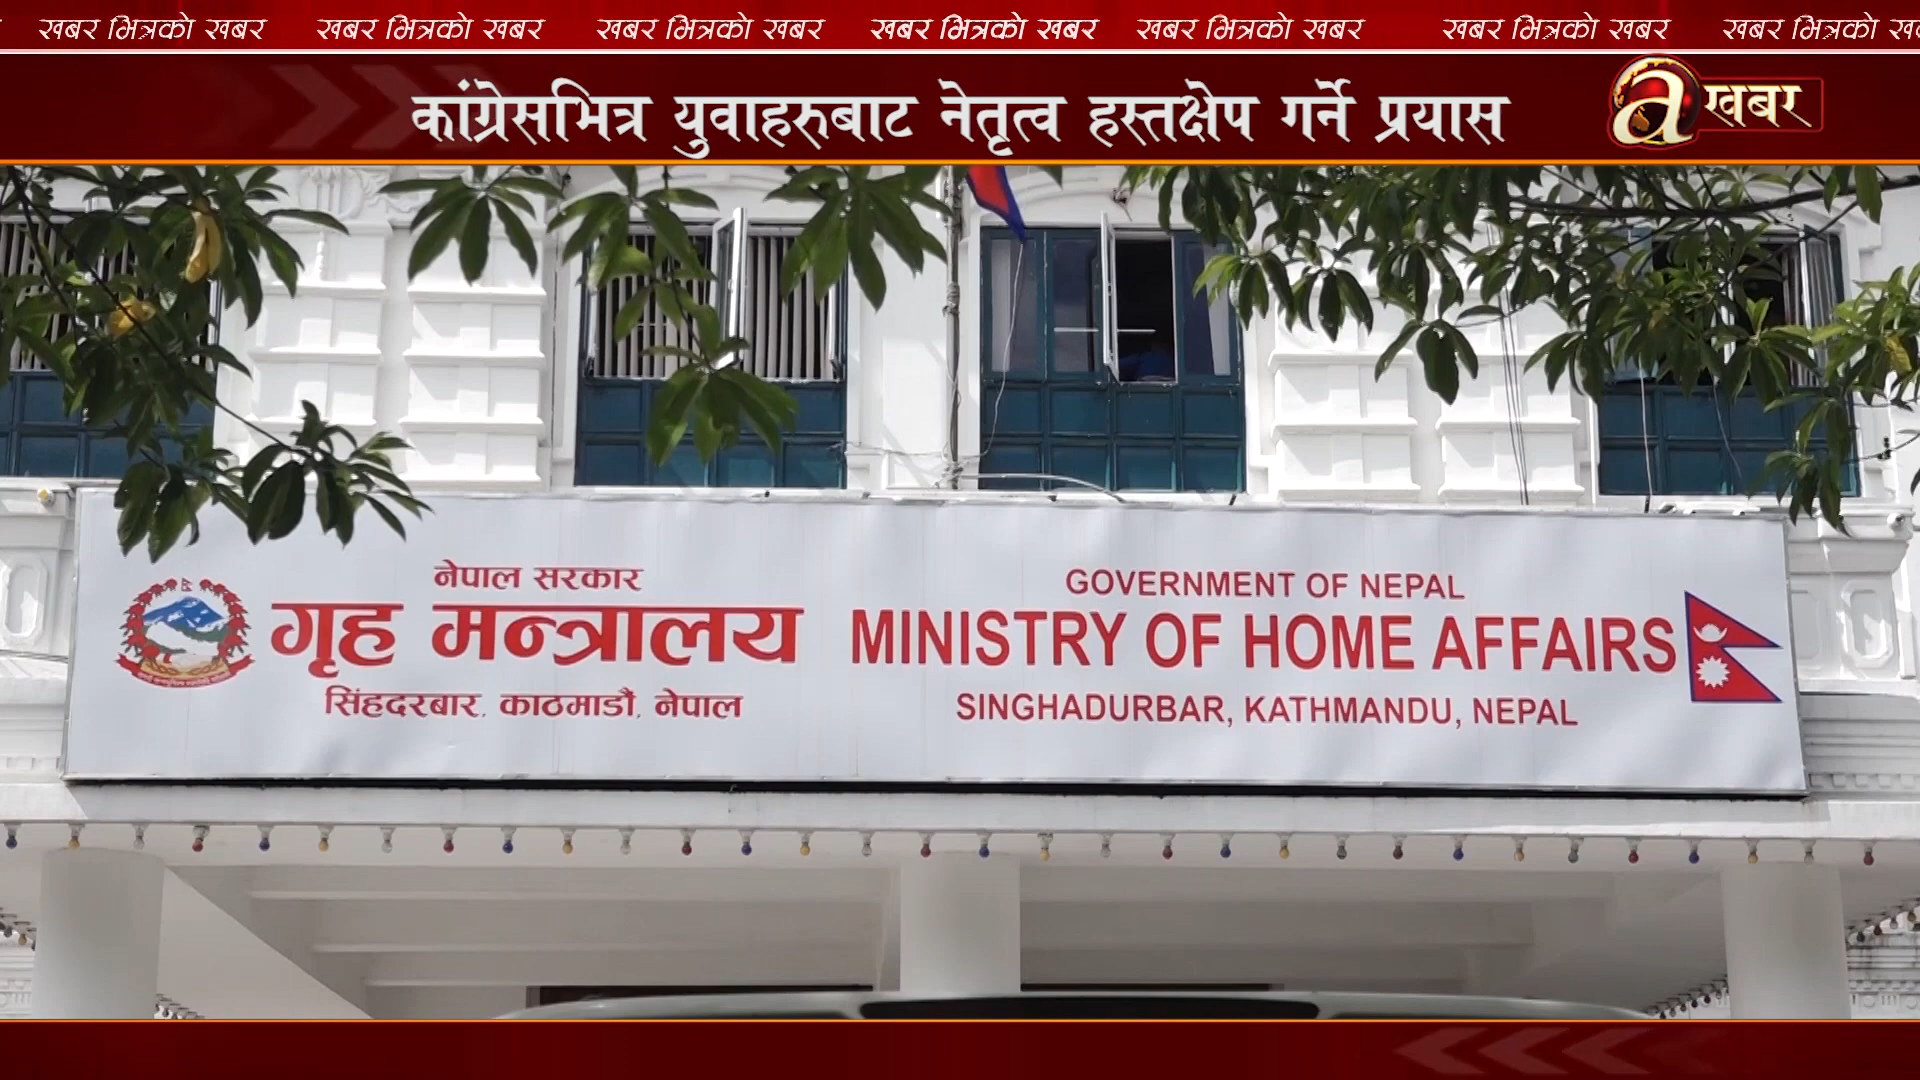 खबर भित्रको खबर खबर भित्रको खबर खबर भित्रको खबर खबर भित्रको खबर खबर भित्रको खबर खबर भित्रको खबर खबर भित्रको
कांग्रेसभित्र युवाहरुबाट नेतृत्व हस्तक्षेप गर्ने प्रयास
a खबर
नेपाल सरकार
गृह मन्त्रालय
सिंहदरबार, काठमाडौं, नेपाल
GOVERNMENT OF NEPAL
MINISTRY OF HOME AFFAIRS
SINGHADURBAR, KATHMANDU, NEPAL